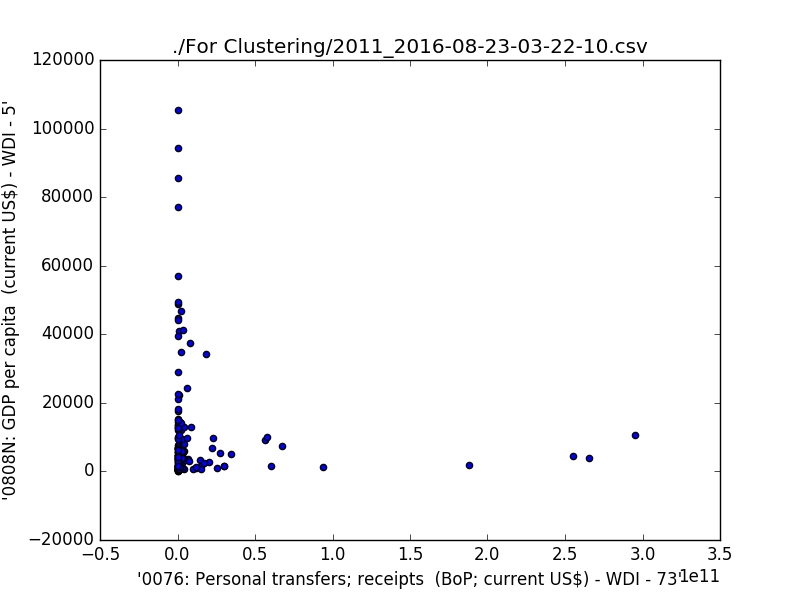 ./For Clustering/2011_2016-08-23-03-22-10.csv
120000
100000
80000
60000
40000
20000
0
−20000
'0808N: GDP per capita  (current US$) - WDI - 5'
−0.5 0.0 0.5 1.0 1.5 2.0 2.5 3.0 3.5
1e11
'0076: Personal transfers; receipts  (BoP; current US$) - WDI - 73'